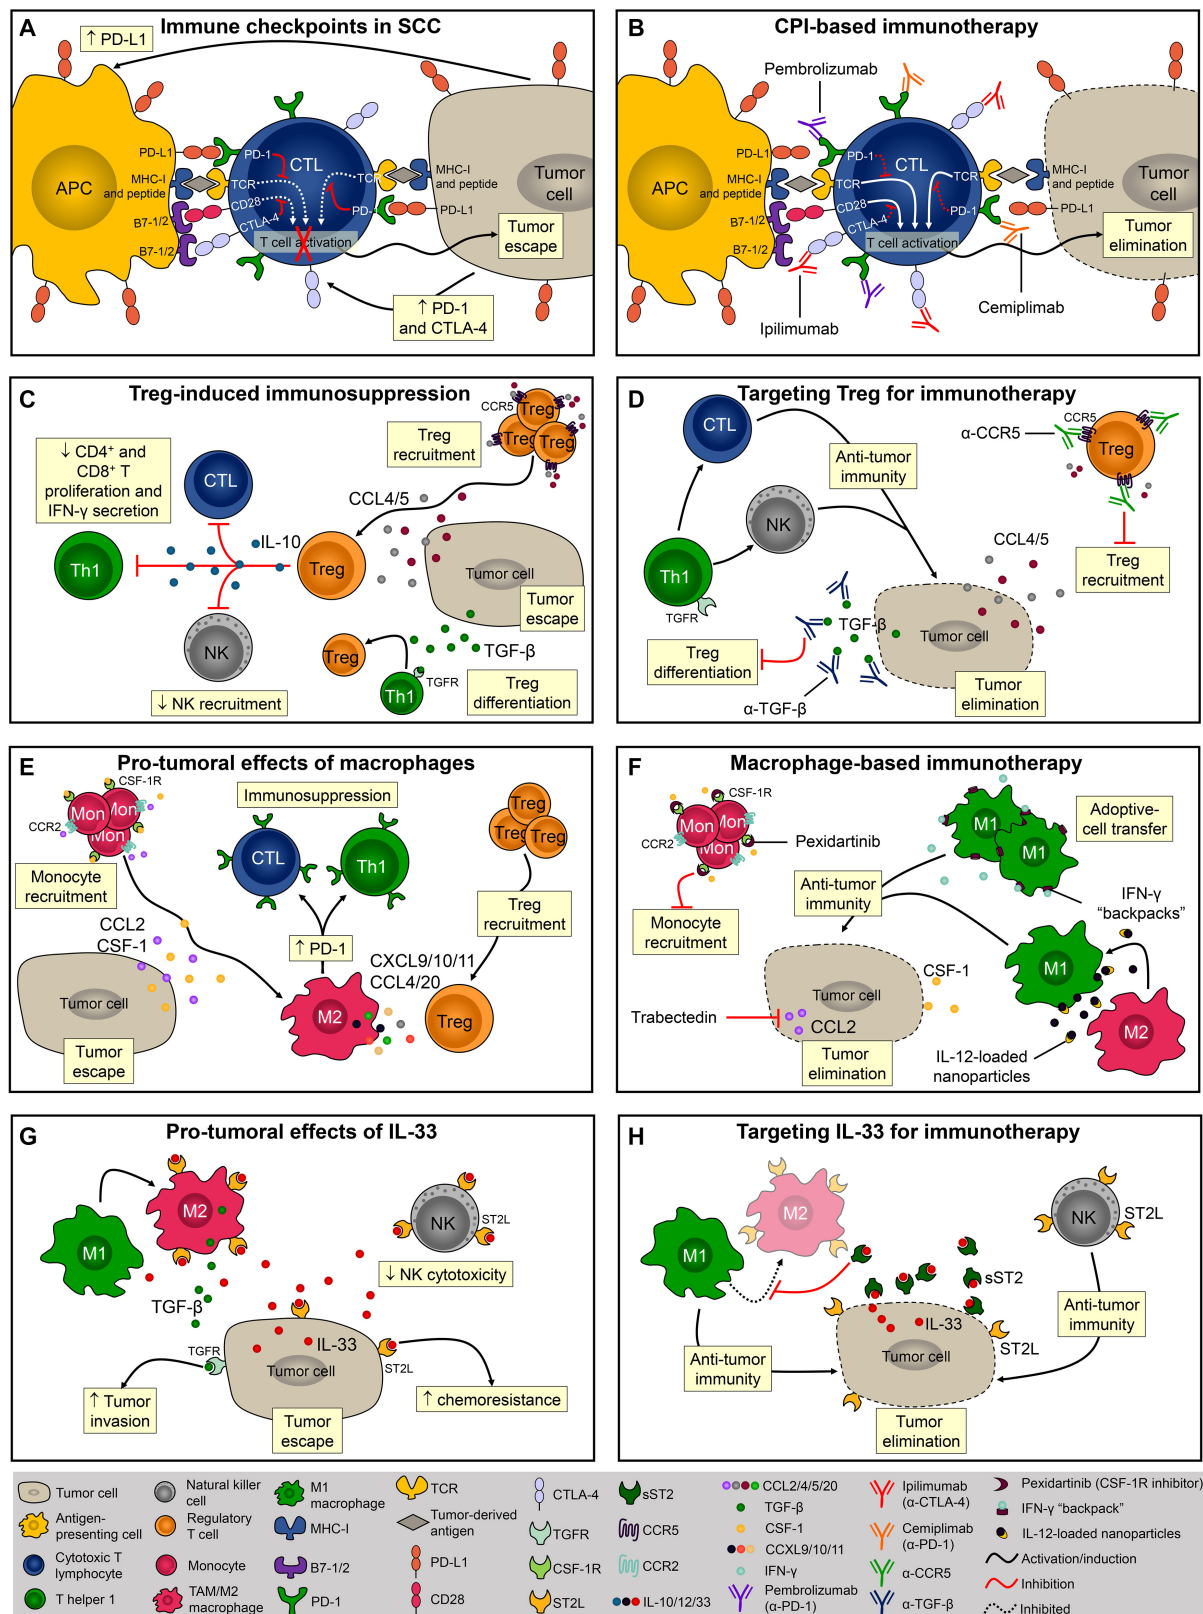 A
Immune checkpoints in SCC
↑ PD-L1
APC
PD-L1
MHC-I
and peptide
B7-1/2
B7-1/2
PD-1
CTL
TCR
CD28
CTLA-4
TCR
PD-1
T cell activation
MHC-I
and peptide
PD-L1
Tumor
cell
Tumor
escape
↑ PD-1
and CTLA-4
B
CPI-based immunotherapy
Pembrolizumab
APC
PD-L1
MHC-I
and peptide
B7-1/2
B7-1/2
PD-1
CTL
TCR
CD28
CTLA-4
TCR
PD-1
T cell activation
MHC-I
and peptide
PD-L1
Tumor
cell
Tumor
elimination
Cemiplimab
Ipilimumab
C
Treg-induced immunosuppression
↓ CD4⁺ and
CD8⁺ T
proliferation and
IFN-γ secretion
CTL
Th1
NK
↓ NK recruitment
IL-10
Treg
CCL4/5
Treg
recruitment
CCR5
Treg
Treg
Treg
Tumor cell
Tumor
escape
TGF-β
Treg
Th1
TGFR
Treg
differentiation
D
Targeting Treg for immunotherapy
CTL
NK
Th1
TGFR
Anti-tumor
immunity
α-CCR5
CCR5
Treg
Treg
recruitment
CCL4/5
TGF-β
Tumor cell
Treg
differentiation
α-TGF-β
Tumor
elimination
E
Pro-tumoral effects of macrophages
CSF-1R
Mon
Mon
Mon
CCR2
Monocyte
recruitment
Immunosuppression
CTL
Th1
Treg
Treg
Treg
Treg
recruitment
CCL2
CSF-1
↑ PD-1
CXCL9/10/11
CCL4/20
Tumor cell
M2
Treg
Tumor
escape
F
Macrophage-based immunotherapy
CSF-1R
Mon
Mon
Mon
CCR2
Pexidartinib
Monocyte
recruitment
M1
M1
Adoptive-
cell transfer
Anti-tumor
immunity
IFN-γ
“backpacks”
M1
CSF-1
Tumor cell
Trabectedin
CCL2
M2
Tumor
elimination
IL-12-loaded
nanoparticles
G
Pro-tumoral effects of IL-33
M2
M1
NK
ST2L
↓ NK cytotoxicity
TGF-β
TGFR
IL-33
Tumor cell
ST2L
↑ Tumor
invasion
↑ chemoresistance
Tumor
escape
H
Targeting IL-33 for immunotherapy
M2
M1
NK
ST2L
sST2
IL-33
ST2L
Tumor cell
Anti-tumor
immunity
Anti-tumor
immunity
Tumor
elimination
Tumor cell
Antigen-
presenting cell
Cytotoxic T
lymphocyte
T helper 1
Natural killer
cell
Regulatory
T cell
Monocyte
TAM/M2
macrophage
M1
macrophage
MHC-I
B7-1/2
PD-1
TCR
Tumor-derived
antigen
PD-L1
CD28
CTLA-4
TGFR
CSF-1R
ST2L
sST2
CCR5
CCR2
IL-10/12/33
CCL2/4/5/20
TGF-β
CSF-1
CCXL9/10/11
IFN-γ
Pembrolizumab
(α-PD-1)
Ipilimumab
(α-CTLA-4)
Cemiplimab
(α-PD-1)
α-CCR5
α-TGF-β
Pexidartinib (CSF-1R inhibitor)
IFN-γ “backpack”
IL-12-loaded nanoparticles
Activation/induction
Inhibition
Inhibited